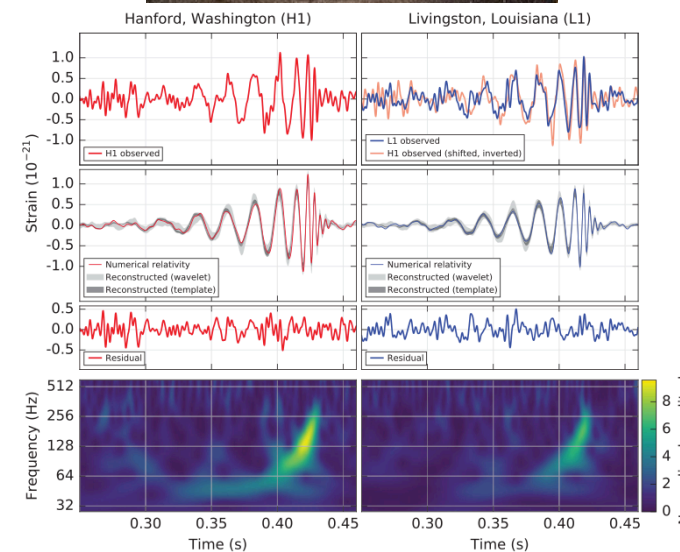 Hanford, Washington (H1)
Livingston, Louisiana (L1)
Strain (10⁻²¹)
1.0
0.5
0.0
-0.5
-1.0
H1 observed
L1 observed
H1 observed (shifted, inverted)
1.0
0.5
0.0
-0.5
-1.0
Numerical relativity
Reconstructed (wavelet)
Reconstructed (template)
Numerical relativity
Reconstructed (wavelet)
Reconstructed (template)
0.5
0.0
-0.5
Residual
Residual
Frequency (Hz)
512
256
128
64
32
8
6
4
2
0
0.30
0.35
0.40
0.45
0.30
0.35
0.40
0.45
Time (s)
Time (s)